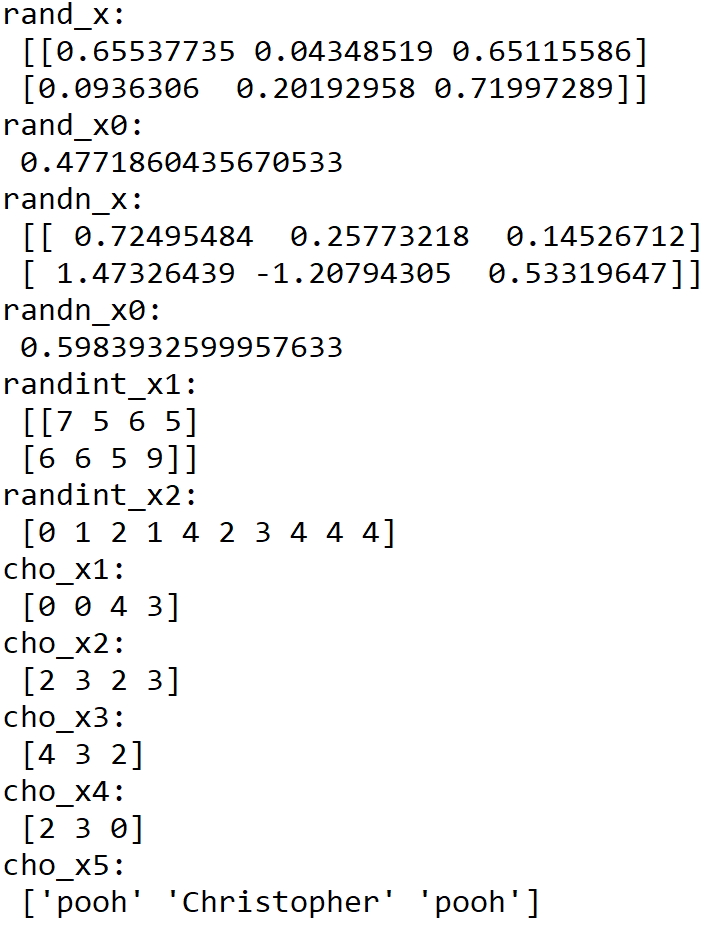 rand_x:
 [[0.65537735 0.04348519 0.65115586]
 [0.0936306  0.20192958 0.71997289]]
rand_x0:
 0.4771860435670533
randn_x:
 [[ 0.72495484  0.25773218  0.14526712]
 [ 1.47326439 -1.20794305  0.53319647]]
randn_x0:
 0.5983932599957633
randint_x1:
 [[7 5 6 5]
 [6 6 5 9]]
randint_x2:
 [0 1 2 1 4 2 3 4 4 4]
cho_x1:
 [0 0 4 3]
cho_x2:
 [2 3 2 3]
cho_x3:
 [4 3 2]
cho_x4:
 [2 3 0]
cho_x5:
 ['pooh' 'Christopher' 'pooh']